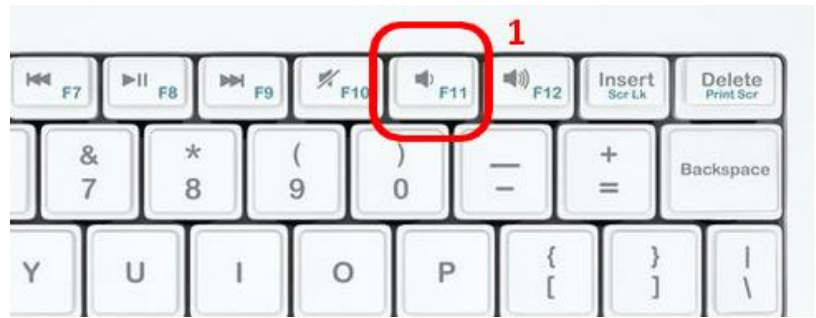 1
F7 F8 F9 F10 F11 F12 Insert Delete
Scr Lk Print Scr
& * ( ) — +
7 8 9 0 - = Backspace
{ } |
Y U I O P [ ] \